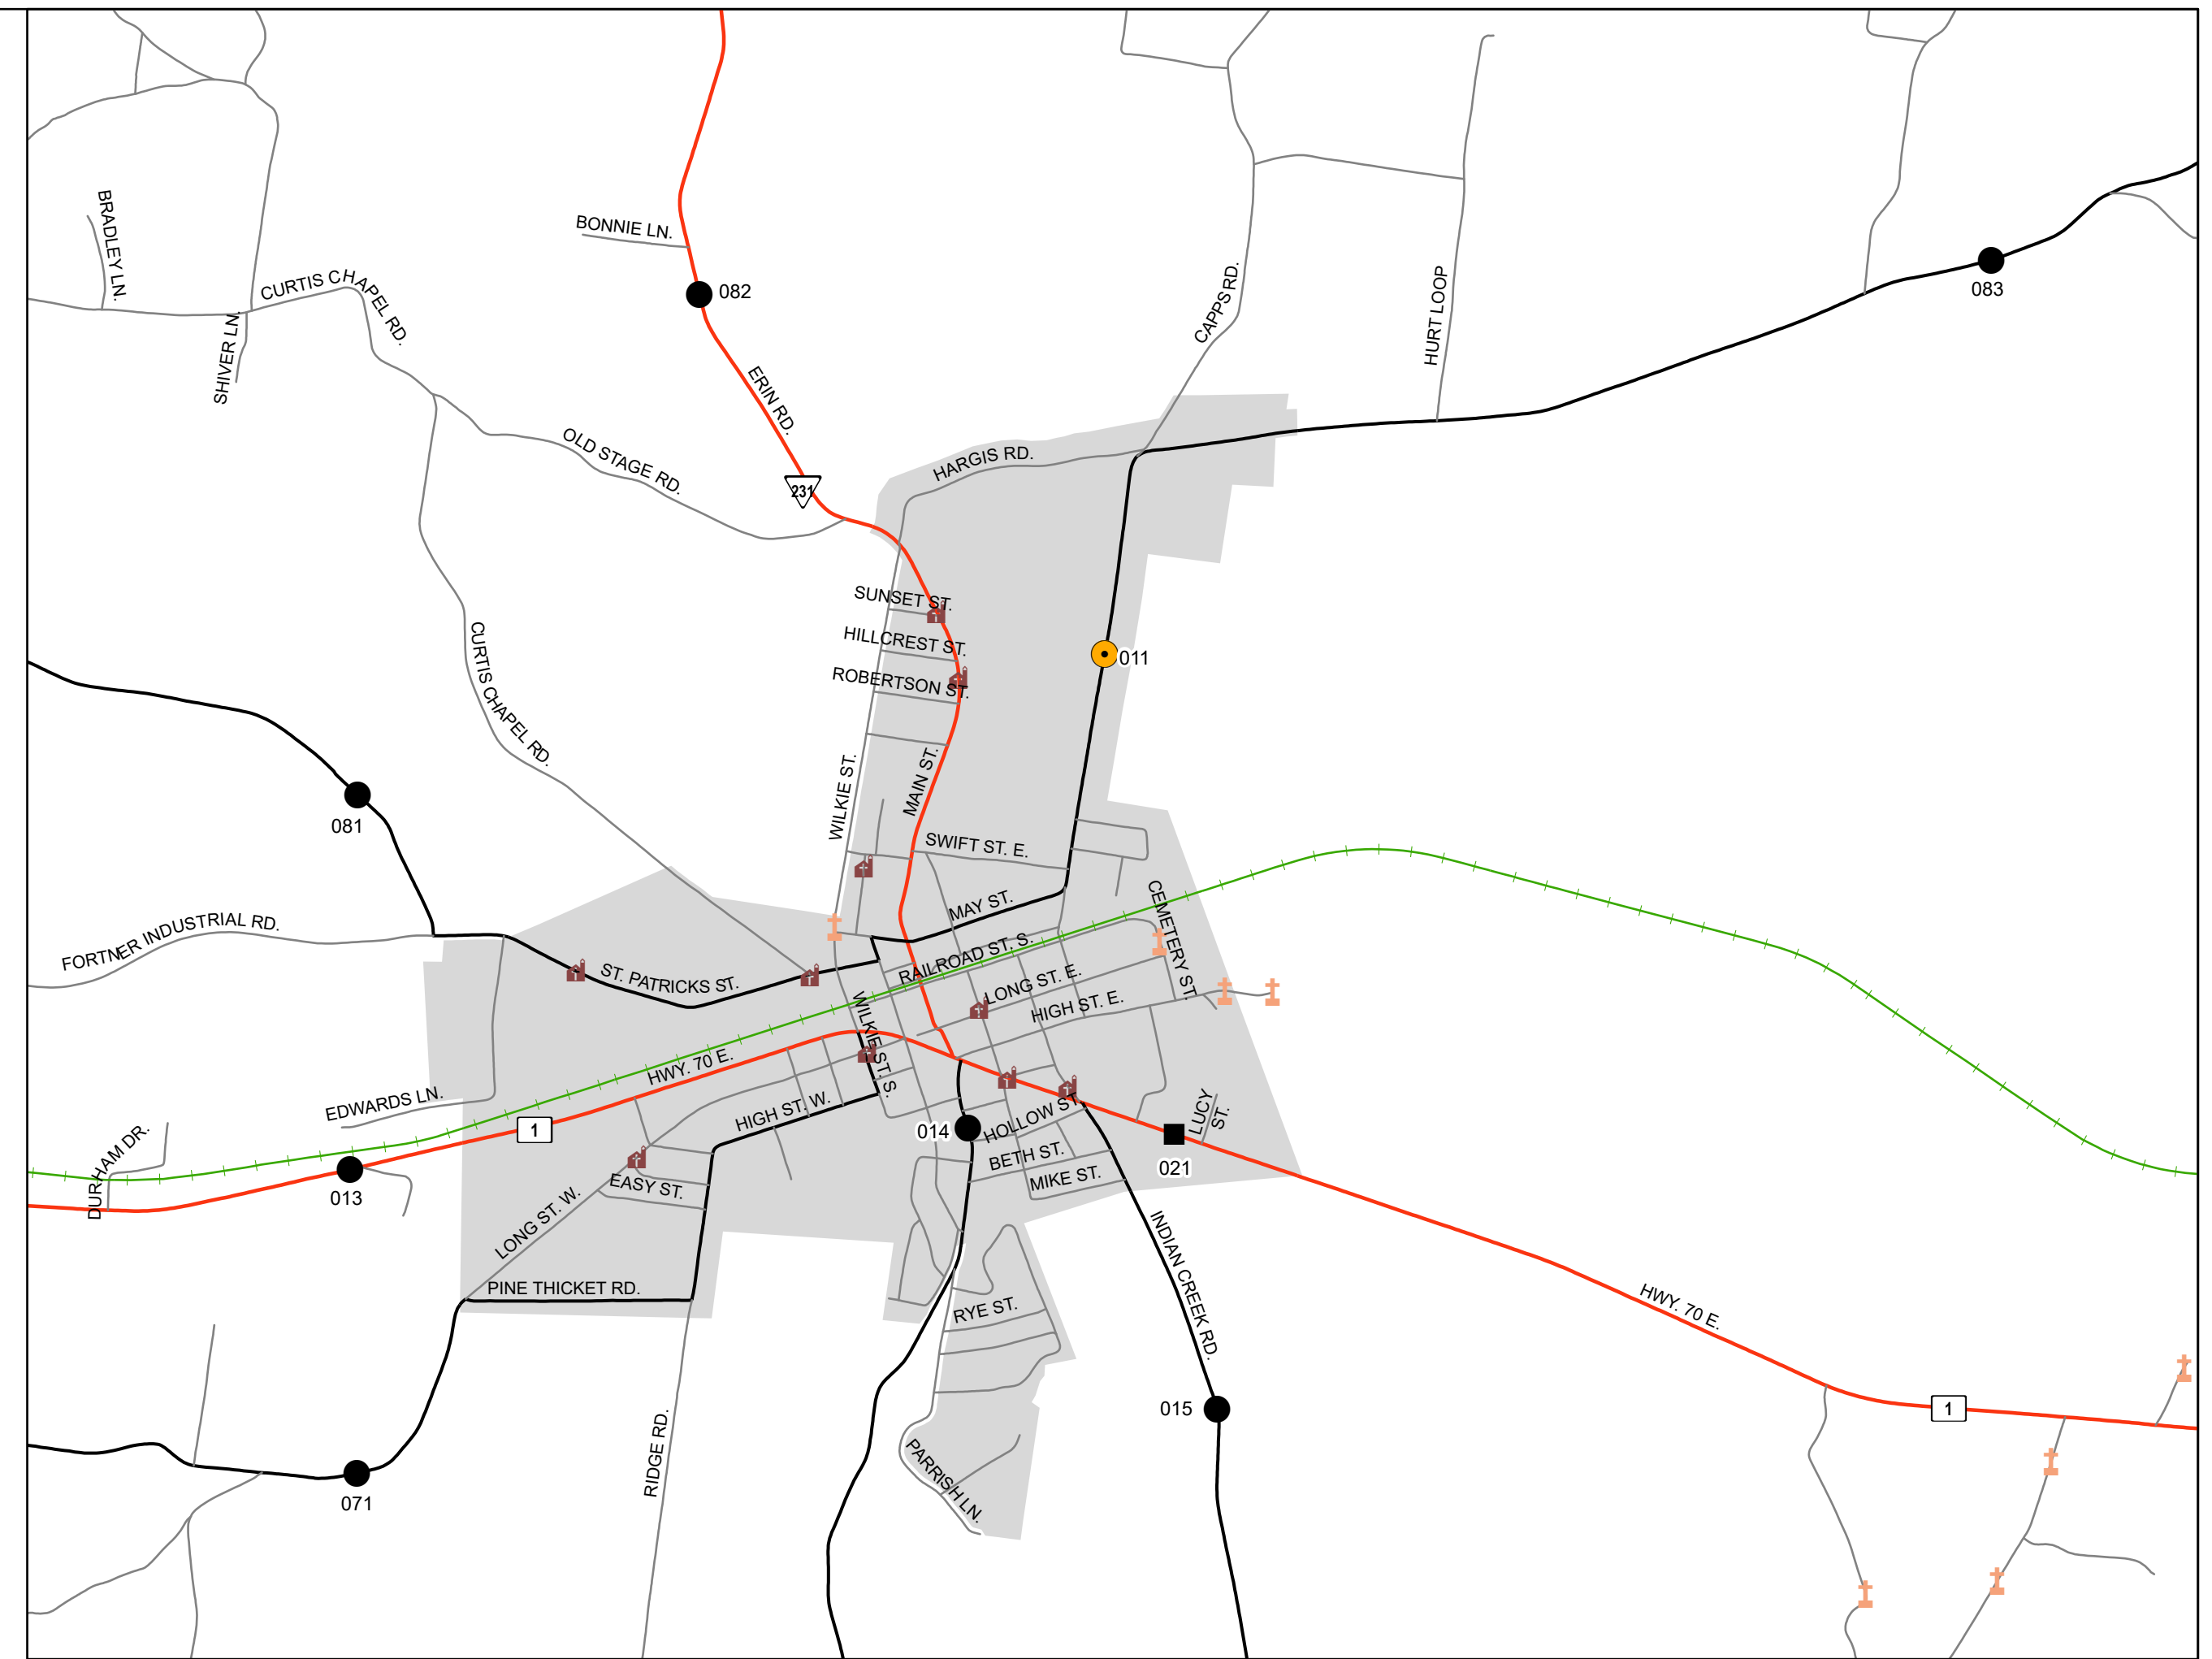 BRADLEY LN.
BONNIE LN.
CURTIS CHAPEL RD.
082
CAPPS RD.
HURT LOOP
083
SHIVER LN.
ERIN RD.
OLD STAGE RD.
HARGIS RD.
231
SUNSET ST.
HILLCREST ST.
011
ROBERTSON ST.
CURTIS CHAPEL RD.
WILKIE ST.
MAIN ST.
081
SWIFT ST. E.
MAY ST.
CEMETERY ST.
FORTNER INDUSTRIAL RD.
RAILROAD ST. S.
ST. PATRICKS ST.
LONG ST. E.
HIGH ST. E.
WILKIE ST. S.
HWY. 70 E.
EDWARDS LN.
HIGH ST. W.
LUCY ST.
1
014
HOLLOW ST.
DURHAM DR.
BETH ST.
021
MIKE ST.
013
EASY ST.
LONG ST. W.
INDIAN CREEK RD.
PINE THICKET RD.
RYE ST.
HWY. 70 E.
015
1
RIDGE RD.
PARRISH LN.
071